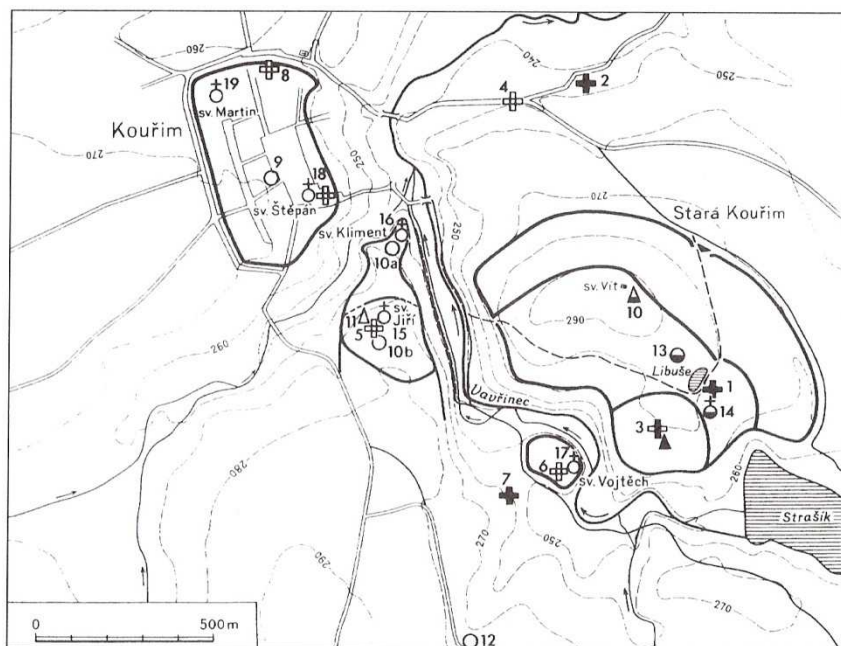 260
240
2
250
19
8
4
sv. Martin
Kouřim
270
250
9
18
270
sv. Štěpán
16
Stará Kouřim
sv. Kliment
250
10a
sv. Vít
10
290
11
sv.
Jiří
5
15
13
260
10b
Libuše
1
Vavřinec
14
3
280
17
6
260
sv. Vojtěch
7
Strašík
270
250
290
270
0
500m
12